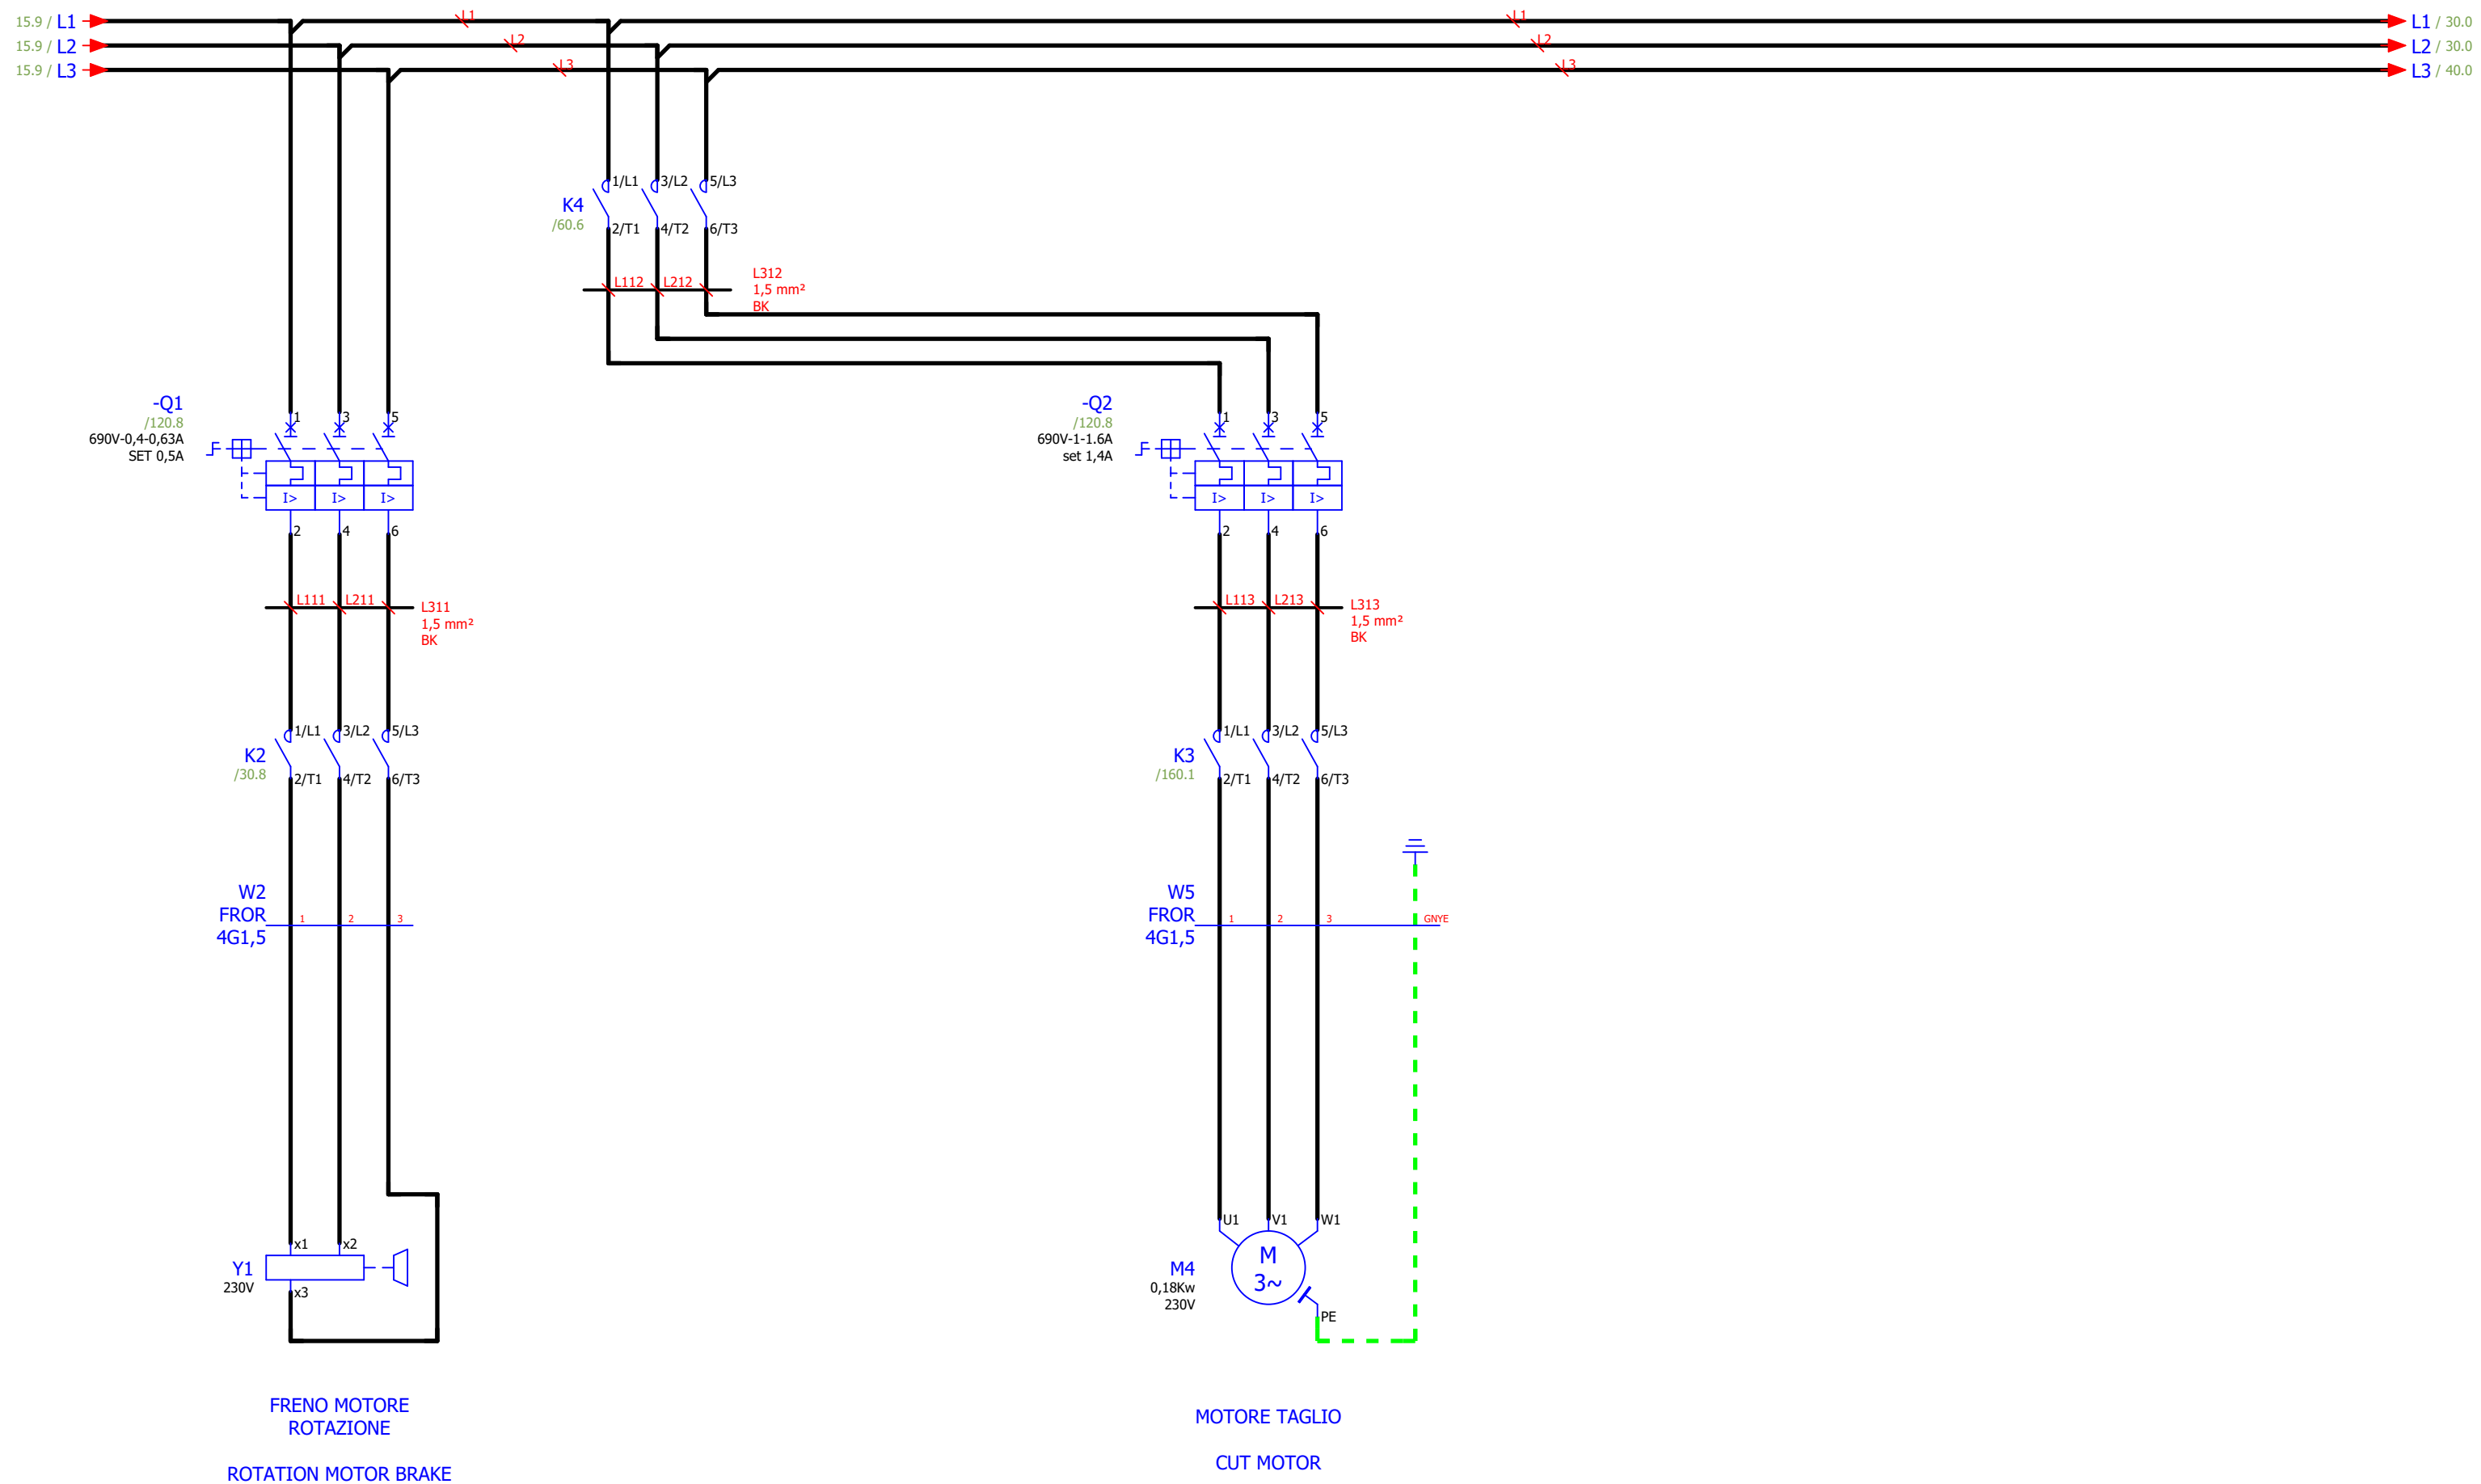 15.9 / L1 L1 L1 L1 / 30.0
15.9 / L2 L2 L2 L2 / 30.0
15.9 / L3 L3 L3 L3 / 40.0
1/L1 3/L2 5/L3
K4
/60.6
2/T1 4/T2 6/T3
L112 L212 L312
1,5 mm²
BK
-Q1
/120.8
690V-0,4-0,63A
SET 0,5A
1 3 5
I> I> I>
2 4 6
-Q2
/120.8
690V-1-1.6A
set 1,4A
1 3 5
I> I> I>
2 4 6
L111 L211 L311
1,5 mm²
BK
L113 L213 L313
1,5 mm²
BK
1/L1 3/L2 5/L3
K2
/30.8
2/T1 4/T2 6/T3
1/L1 3/L2 5/L3
K3
/160.1
2/T1 4/T2 6/T3
W2
FROR
4G1,5
1 2 3
W5
FROR
4G1,5
1 2 3 GNYE
x1 x2
Y1
230V
x3
U1 V1 W1
M
3~
M4
0,18Kw
230V
PE
FRENO MOTORE
ROTAZIONE
ROTATION MOTOR BRAKE
MOTORE TAGLIO
CUT MOTOR